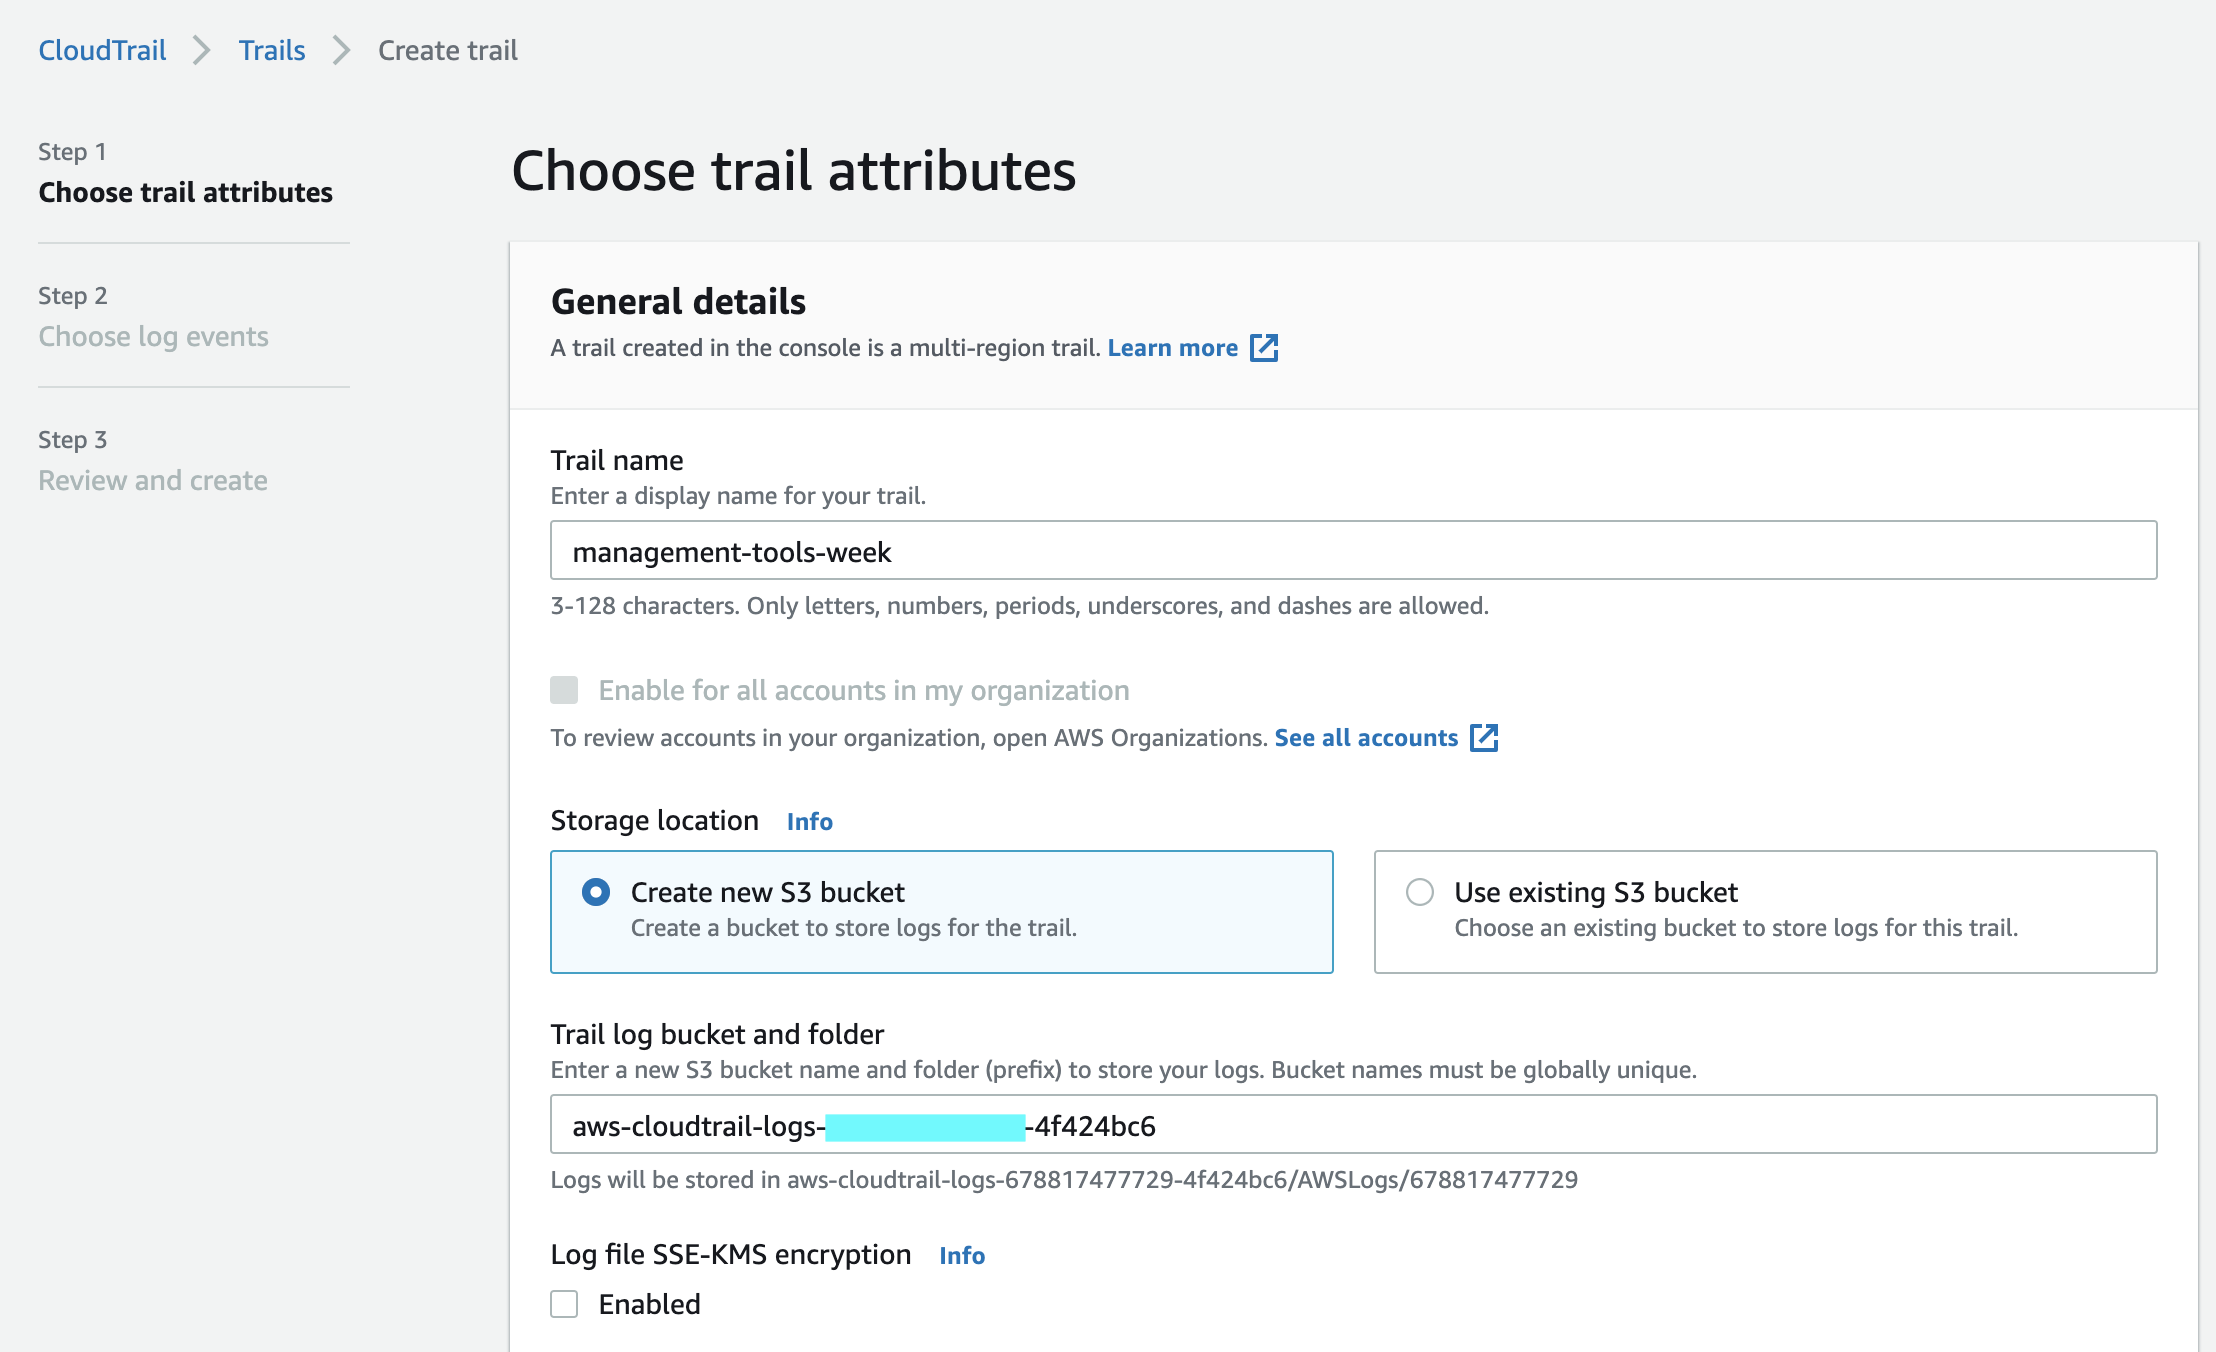 CloudTrail > Trails > Create trail
Step 1
Choose trail attributes
Step 2
Choose log events
Step 3
Review and create
Choose trail attributes
General details
A trail created in the console is a multi-region trail. Learn more
Trail name
Enter a display name for your trail.
management-tools-week
3-128 characters. Only letters, numbers, periods, underscores, and dashes are allowed.
Enable for all accounts in my organization
To review accounts in your organization, open AWS Organizations. See all accounts
Storage location Info
Create new S3 bucket
Create a bucket to store logs for the trail.
Use existing S3 bucket
Choose an existing bucket to store logs for this trail.
Trail log bucket and folder
Enter a new S3 bucket name and folder (prefix) to store your logs. Bucket names must be globally unique.
aws-cloudtrail-logs- -4f424bc6
Logs will be stored in aws-cloudtrail-logs-678817477729-4f424bc6/AWSLogs/678817477729
Log file SSE-KMS encryption Info
Enabled